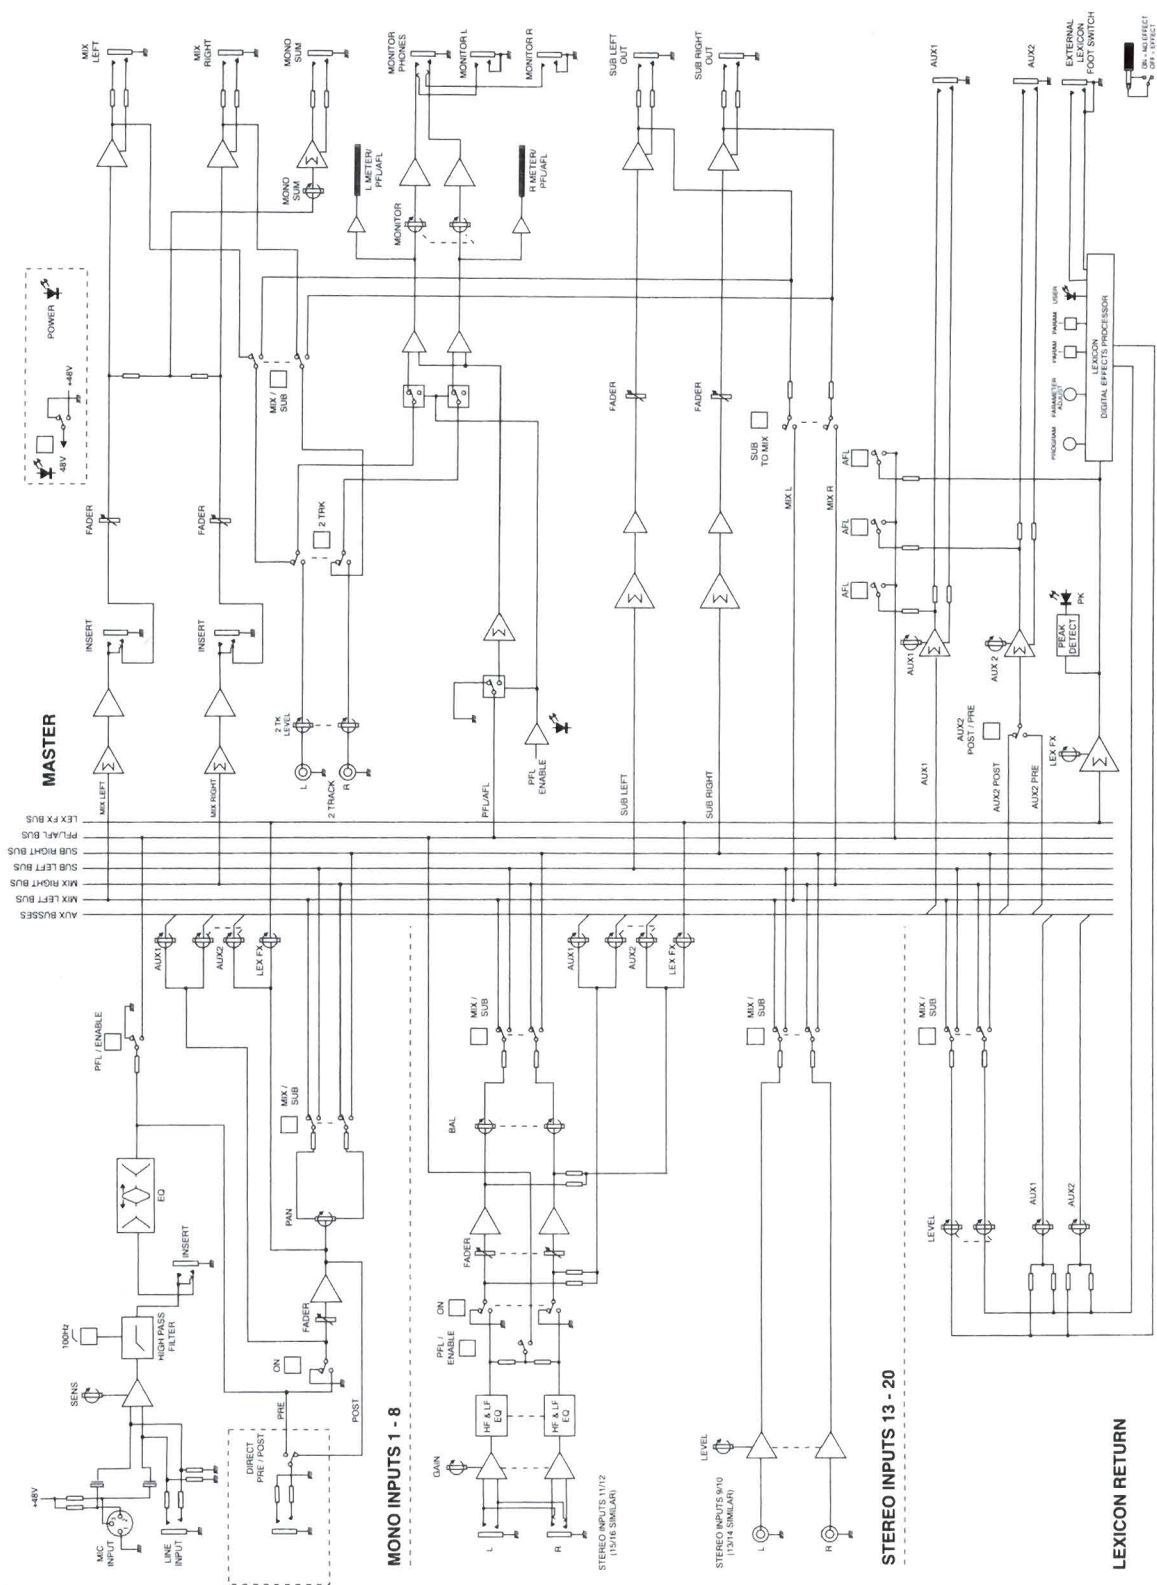 MASTER
MIX LEFT
MIX RIGHT
MONO SUM
MONITOR PHONES
MONITOR L
MONITOR R
SUB LEFT OUT
SUB RIGHT OUT
AUX1
AUX2
EXTERNAL LEXICON FOOT SWITCH
ON - NO EFFECT
OFF - EFFECT
POWER
+48V
48V
MONO SUM
L METER/ PFL/AFL
MONITOR
R METER/ PFL/AFL
MIX / SUB
2 TRK
FADER
FADER
FADER
FADER
SUB TO MIX
MIX L
MIX R
AFL
AFL
AFL
USER
PARAM
PARAM
PARAMETER ADJUST
PROGRAM
LEXICON
DIGITAL EFFECTS PROCESSOR
INSERT
INSERT
2 TK LEVEL
L
R
2 TRACK
PFL ENABLE
PFL/AFL
SUB LEFT
SUB RIGHT
AUX1
AUX 2
AUX2 POST / PRE
AUX1
AUX2 POST
AUX2 PRE
PEAK DETECT
PK
LEX FX
MIX LEFT
MIX RIGHT
LEX FX BUS
PFL/AFL BUS
SUB RIGHT BUS
SUB LEFT BUS
MIX RIGHT BUS
MIX LEFT BUS
AUX BUSSES
MONO INPUTS 1 - 8
MIC INPUT
+48V
LINE INPUT
SENS
100Hz
HIGH PASS FILTER
INSERT
EQ
PFL / ENABLE
AUX1
AUX2
LEX FX
DIRECT PRE / POST
PRE
POST
ON
FADER
PAN
MIX / SUB
STEREO INPUTS 11/12
(15/16 SIMILAR)
L
R
GAIN
HF & LF EQ
HF & LF EQ
PFL / ENABLE
ON
FADER
BAL
MIX / SUB
AUX1
AUX2
LEX FX
STEREO INPUTS 13 - 20
STEREO INPUTS 9/10
(13/14 SIMILAR)
L
R
LEVEL
MIX / SUB
LEXICON RETURN
LEVEL
AUX1
AUX2
MIX / SUB